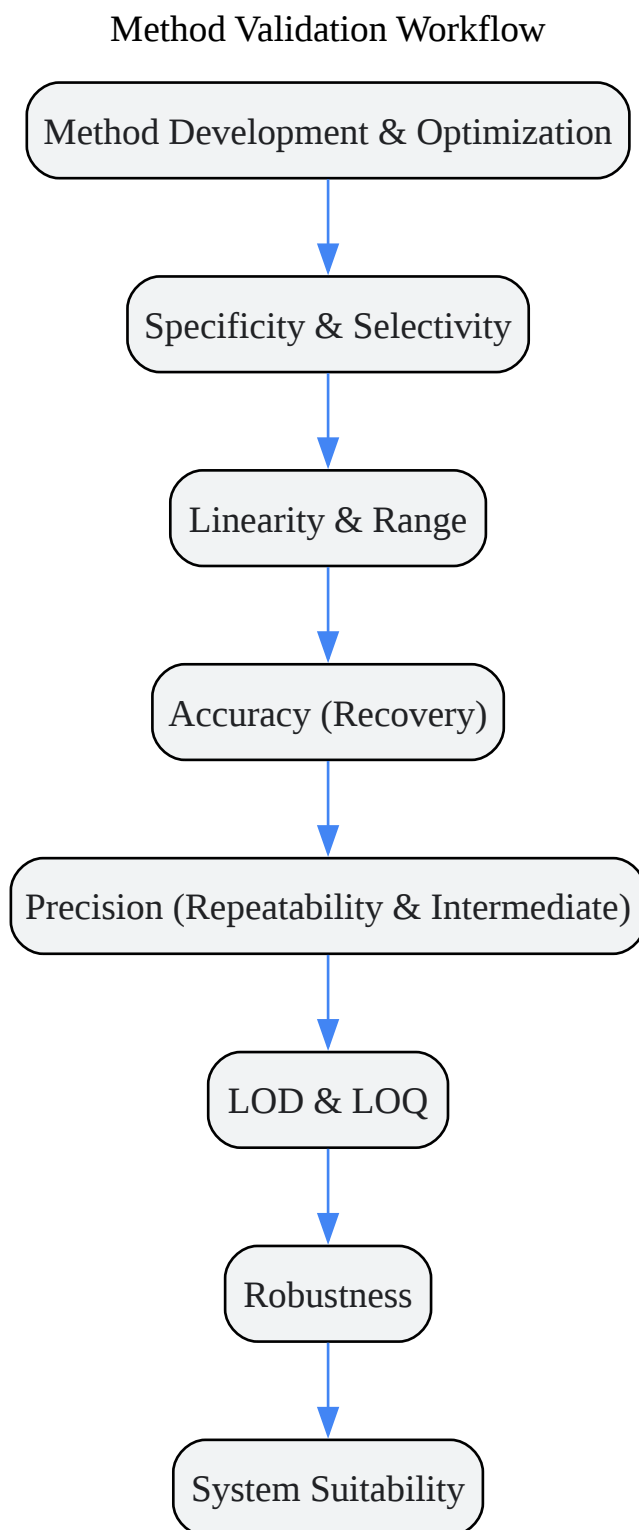 Method Validation Workflow
Method Development & Optimization
Specificity & Selectivity
Linearity & Range
Accuracy (Recovery)
Precision (Repeatability & Intermediate)
LOD & LOQ
Robustness
System Suitability